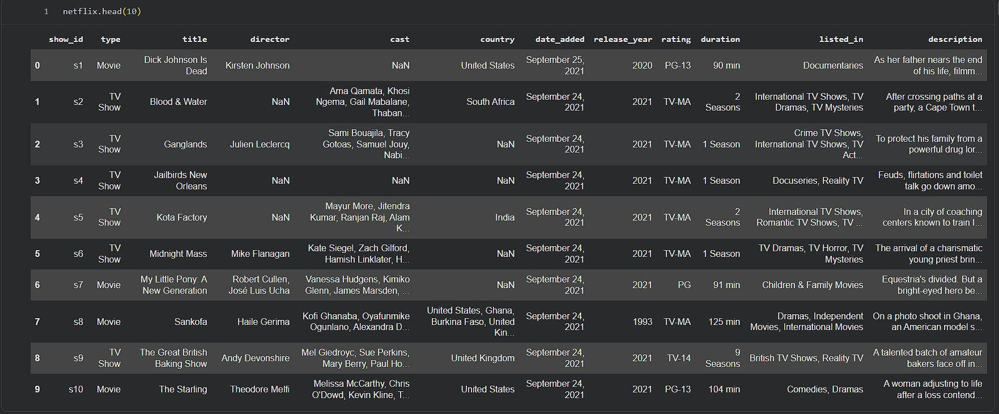 1 netflix.head(10)
show_id type title director cast country date_added release_year rating duration listed_in description
0 s1 Movie Dick Johnson Is Dead Kirsten Johnson NaN United States September 25, 2021 2020 PG-13 90 min Documentaries As her father nears the end of his life, filmm...
1 s2 TV Show Blood & Water NaN Ama Qamata, Khosi Ngema, Gail Mabalane, Thaban... South Africa September 24, 2021 2021 TV-MA 2 Seasons International TV Shows, TV Dramas, TV Mysteries After crossing paths at a party, a Cape Town t...
2 s3 TV Show Ganglands Julien Leclercq Sami Bouajila, Tracy Gotoas, Samuel Jouy, Nabi... NaN September 24, 2021 2021 TV-MA 1 Season Crime TV Shows, International TV Shows, TV Act... To protect his family from a powerful drug lor...
3 s4 TV Show Jailbirds New Orleans NaN NaN NaN September 24, 2021 2021 TV-MA 1 Season Docuseries, Reality TV Feuds, flirtations and toilet talk go down amo...
4 s5 TV Show Kota Factory NaN Mayur More, Jitendra Kumar, Ranjan Raj, Alam K... India September 24, 2021 2021 TV-MA 2 Seasons International TV Shows, Romantic TV Shows, TV ... In a city of coaching centers known to train I...
5 s6 TV Show Midnight Mass Mike Flanagan Kate Siegel, Zach Gilford, Hamish Linklater, H... NaN September 24, 2021 2021 TV-MA 1 Season TV Dramas, TV Horror, TV Mysteries The arrival of a charismatic young priest brin...
6 s7 Movie My Little Pony: A New Generation Robert Cullen, José Luis Ucha Vanessa Hudgens, Kimiko Glenn, James Marsden, ... NaN September 24, 2021 2021 PG 91 min Children & Family Movies Equestria's divided. But a bright-eyed hero be...
7 s8 Movie Sankofa Haile Gerima Kofi Ghanaba, Oyafunmike Ogunlano, Alexandra D... United States, Ghana, Burkina Faso, United Kin... September 24, 2021 1993 TV-MA 125 min Dramas, Independent Movies, International Movies On a photo shoot in Ghana, an American model s...
8 s9 TV Show The Great British Baking Show Andy Devonshire Mel Giedroyc, Sue Perkins, Mary Berry, Paul Ho... United Kingdom September 24, 2021 2021 TV-14 9 Seasons British TV Shows, Reality TV A talented batch of amateur bakers face off in...
9 s10 Movie The Starling Theodore Melfi Melissa McCarthy, Chris O'Dowd, Kevin Kline, T... United States September 24, 2021 2021 PG-13 104 min Comedies, Dramas A woman adjusting to life after a loss contend...